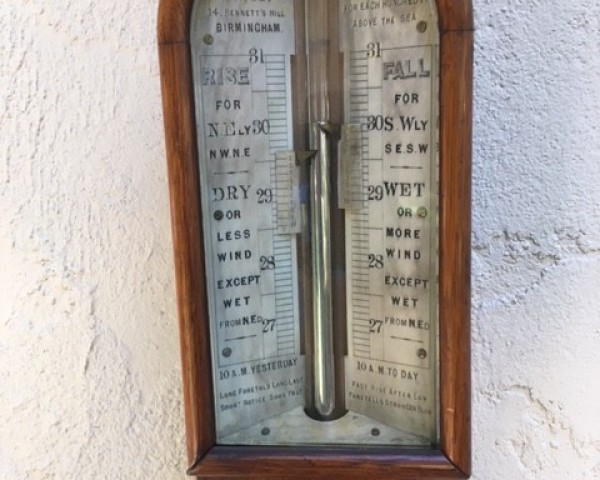 14. BENNETT'S HILL
BIRMINGHAM.
31
RISE
FOR
N.ELY 30
N.W.N.E
DRY 29
OR
LESS
WIND
28
EXCEPT
WET
FROM N.ED 27
10 A.M. YESTERDAY
LONG FORETOLD LONG LAST
SHORT NOTICE SOON PAST
FOR EACH HUNDRED
ABOVE THE SEA
31
FALL
FOR
30 S.WLY
S E.S.W
29 WET
OR
MORE
WIND
28
EXCEPT
WET
27 FROM N.ED
10 A.M. TO DAY
FAST RISE AFTER LOW
FORETELLS STRONGER BLOW